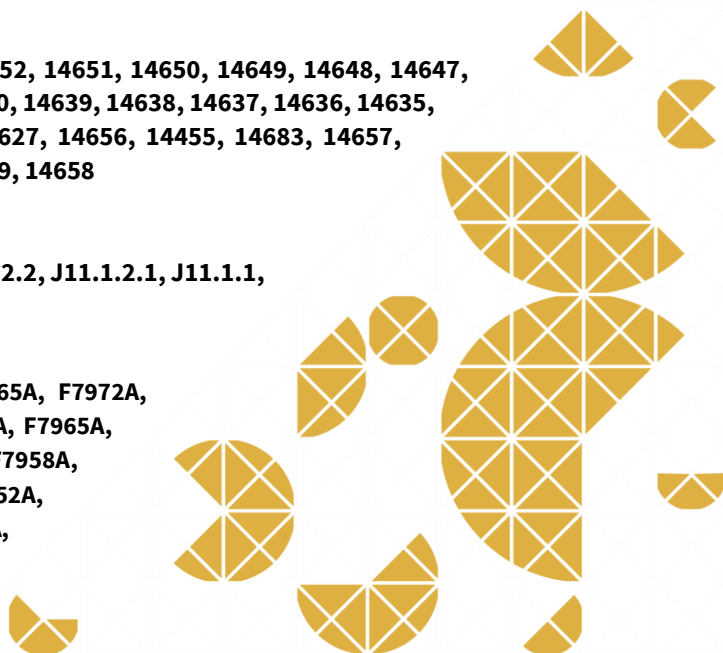 52, 14651, 14650, 14649, 14648, 14647,
0, 14639, 14638, 14637, 14636, 14635,
627, 14656, 14455, 14683, 14657,
9, 14658
2.2, J11.1.2.1, J11.1.1,
65A, F7972A,
A, F7965A,
F7958A,
52A,